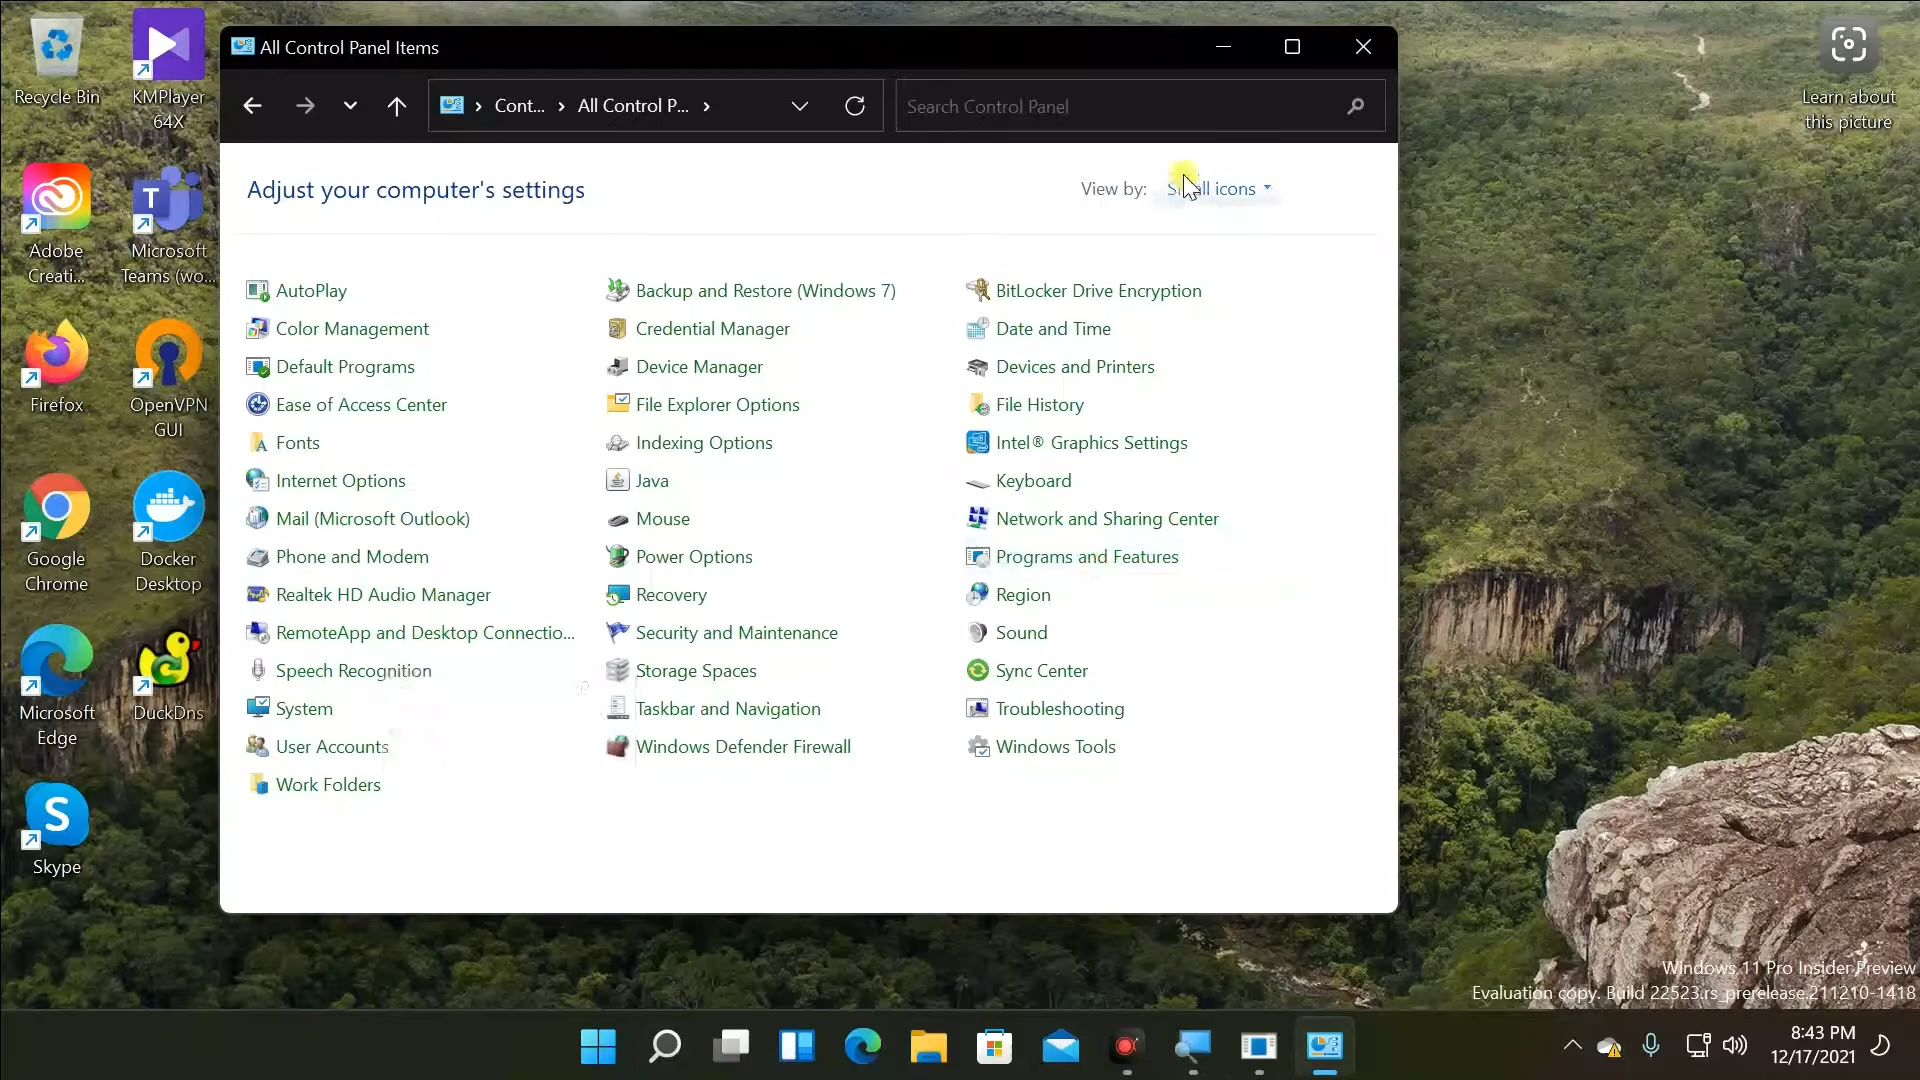 All Control Panel Items
Cont... All Control P...
Search Control Panel
Adjust your computer's settings
View by:
icons
AutoPlay
Backup and Restore (Windows 7)
BitLocker Drive Encryption
Color Management
Credential Manager
Date and Time
Default Programs
Device Manager
Devices and Printers
Ease of Access Center
File Explorer Options
File History
Fonts
Indexing Options
Intel® Graphics Settings
Internet Options
Java
Keyboard
Mail (Microsoft Outlook)
Mouse
Network and Sharing Center
Phone and Modem
Power Options
Programs and Features
Realtek HD Audio Manager
Recovery
Region
RemoteApp and Desktop Connectio...
Security and Maintenance
Sound
Speech Recognition
Storage Spaces
Sync Center
System
Taskbar and Navigation
Troubleshooting
User Accounts
Windows Defender Firewall
Windows Tools
Work Folders
Recycle Bin
KMPlayer
64X
Adobe
Creati...
Microsoft
Teams (wo...
Firefox
OpenVPN
GUI
Google
Chrome
Docker
Desktop
Microsoft
Edge
DuckDns
Skype
Learn about
this picture
Windows 11 Pro Insider Preview
Evaluation copy. Build 22523.rs_prerelease.211210-1418
8:43 PM
12/17/2021